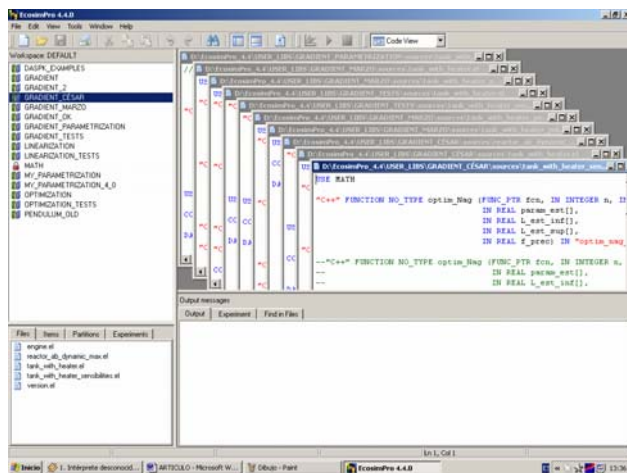 EcosimPro 4.4.0
File Edit View Tools Window Help
Code View
Workspace: DEFAULT
DASPK_EXAMPLES
GRADIENT
GRADIENT_2
GRADIENT_CÉSAR
GRADIENT_MARZO
GRADIENT_OK
GRADIENT_PARAMETRIZATION
GRADIENT_TESTS
LINEARIZATION
LINEARIZATION_TESTS
MATH
MY_PARAMETRIZATION
MY_PARAMETRIZATION_4_0
OPTIMIZATION
OPTIMIZATION_TESTS
PENDULUM_OLD
D:\EcosimPro_4.4\USER_LIBS\GRADIENT_CÉSAR\sources\tank_with_heater_sen...
USE MATH
"C++" FUNCTION NO_TYPE optim_Nag (FUNC_PTR fcn, IN INTEGER n,
IN REAL param_est[],
IN REAL L_est_inf[],
IN REAL L_est_sup[],
IN REAL f_prec) IN "optim_nag
--"C++" FUNCTION NO_TYPE optim_Nag (FUNC_PTR fcn, IN INTEGER n,
-- IN REAL param_est[],
-- IN REAL L_est_inf[],
Output messages
Output Experiment Find in Files
Files Items Partitions Experiments
engine.el
reactor_ab_dynamic_max.el
tank_with_heater.el
tank_with_heater_sensibilities.el
version.el
Ln 1, Col 1
Inicio 1. Intérprete desconocid... ARTICULO - Microsoft W... Dibujo - Paint EcosimPro 4.4.0 13:36